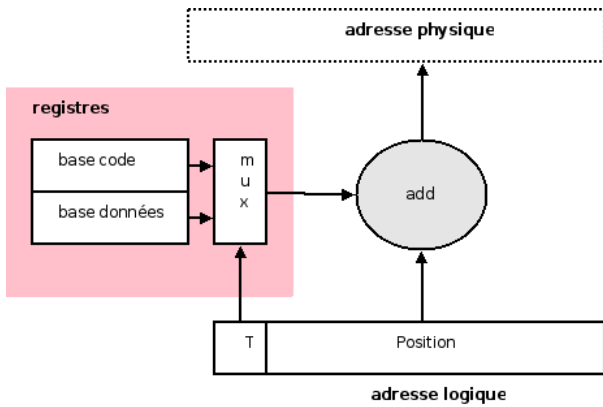 adresse physique
registres
base code
base données
m
u
x
add
T
Position
adresse logique